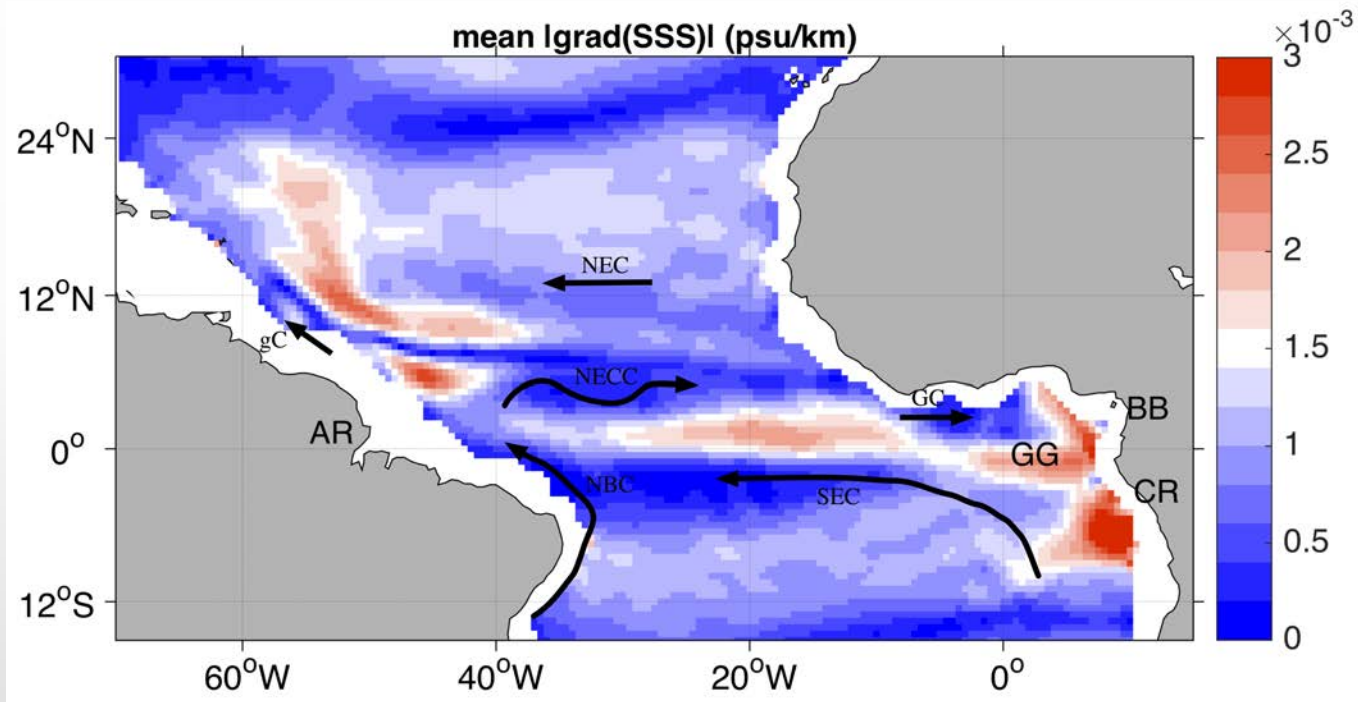 mean |grad(SSS)| (psu/km)
×10⁻³
3
2.5
2
1.5
1
0.5
0
24°N
12°N
0°
12°S
60°W
40°W
20°W
0°
NEC
gC
NECC
GC
BB
AR
GG
NBC
SEC
CR